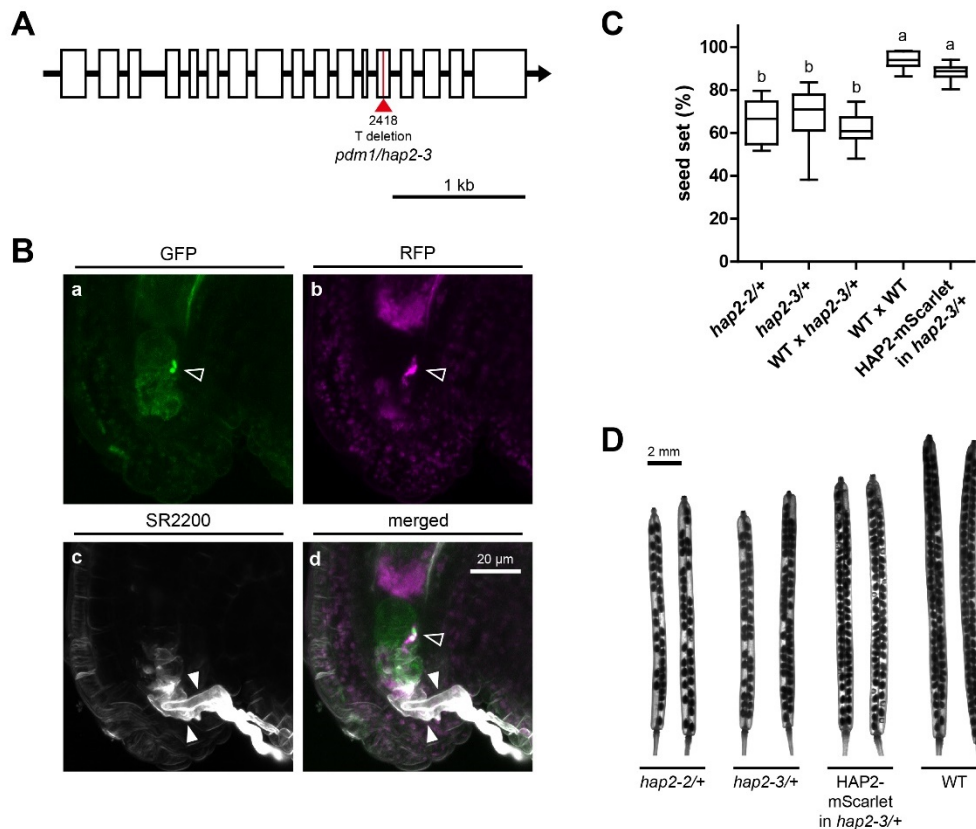 A
2418
T deletion
pdm1/hap2-3
1 kb
B
GFP
RFP
a
b
SR2200
merged
c
d
20 µm
C
seed set (%)
100
80
60
40
20
0
b
b
b
a
a
hap2-2/+
hap2-3/+
WT x hap2-3/+
WT x WT
HAP2-mScarlet
in hap2-3/+
D
2 mm
hap2-2/+
hap2-3/+
HAP2-
mScarlet
in hap2-3/+
WT